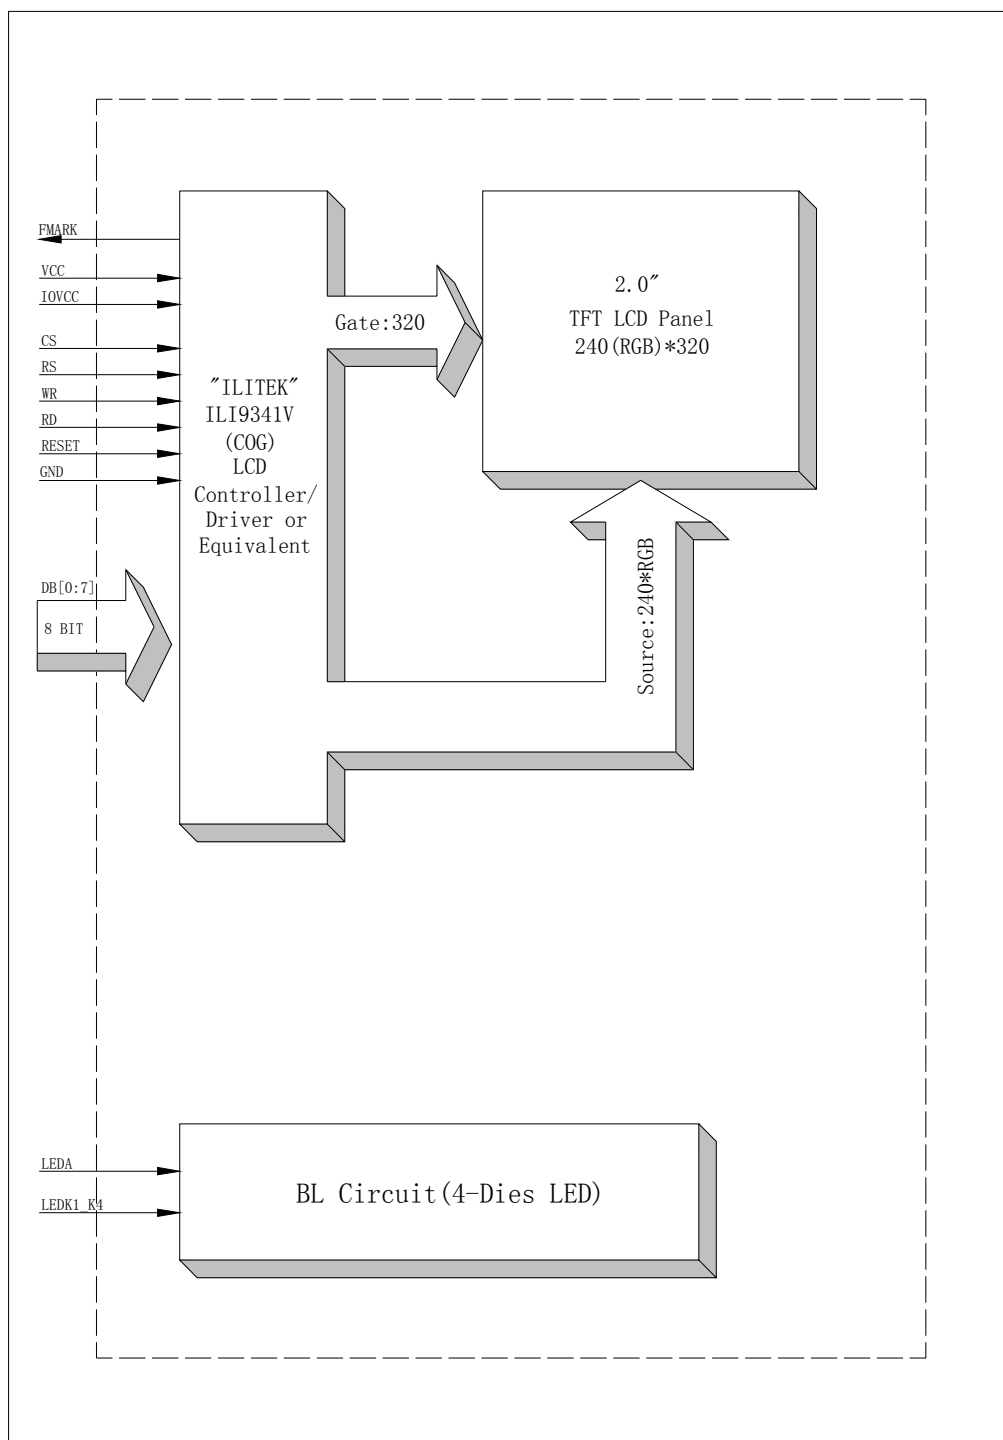 FMARK
VCC
IOVCC
CS
RS
WR
RD
RESET
GND
DB[0:7]
8 BIT
"ILITEK"
ILI9341V
(COG)
LCD
Controller/
Driver or
Equivalent
Gate:320
2.0"
TFT LCD Panel
240(RGB)*320
Source:240*RGB
LEDA
LEDK1_K4
BL Circuit(4-Dies LED)